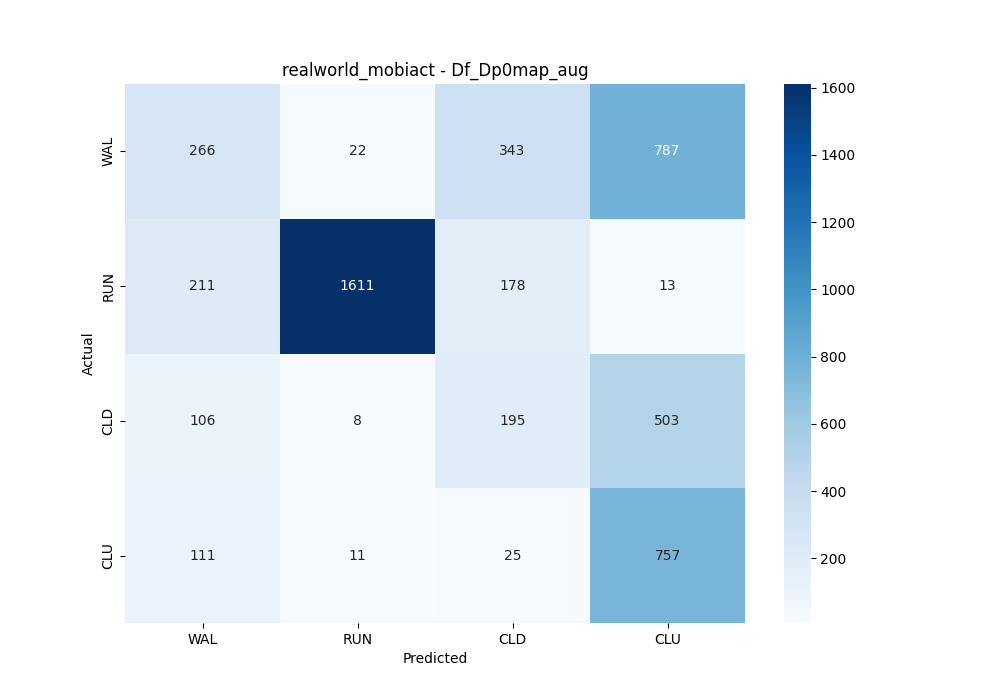 realworld_mobiact - Df_Dp0map_aug
WAL
266
22
343
787
RUN
211
1611
178
13
CLD
106
8
195
503
CLU
111
11
25
757
WAL
RUN
CLD
CLU
Predicted
Actual
1600
1400
1200
1000
800
600
400
200